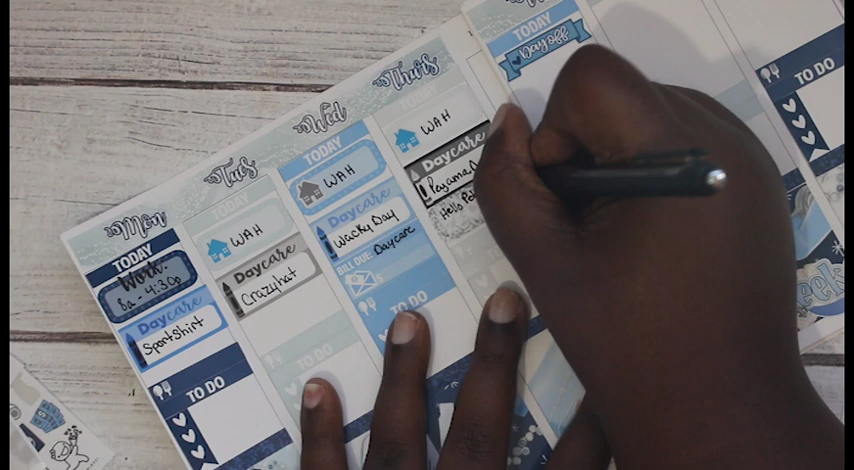 Mon
TODAY
Work:
8a - 4:30p
Daycare
Sportshirt
TO DO
Tues
TODAY
WAH
Daycare
Crazyhat
TO DO
Wed
TODAY
WAH
Daycare
Wacky Day
BILL DUE: Daycare
$
TO DO
Thurs
TODAY
WAH
Daycare
Pajama
Hello
TODAY
Day off
TO DO